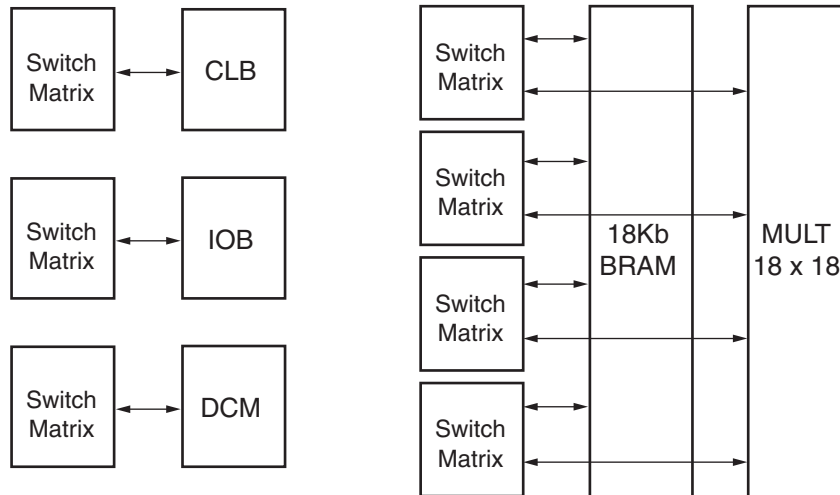 Switch
Matrix
CLB
Switch
Matrix
IOB
Switch
Matrix
DCM
Switch
Matrix
Switch
Matrix
Switch
Matrix
Switch
Matrix
18Kb
BRAM
MULT
18 x 18